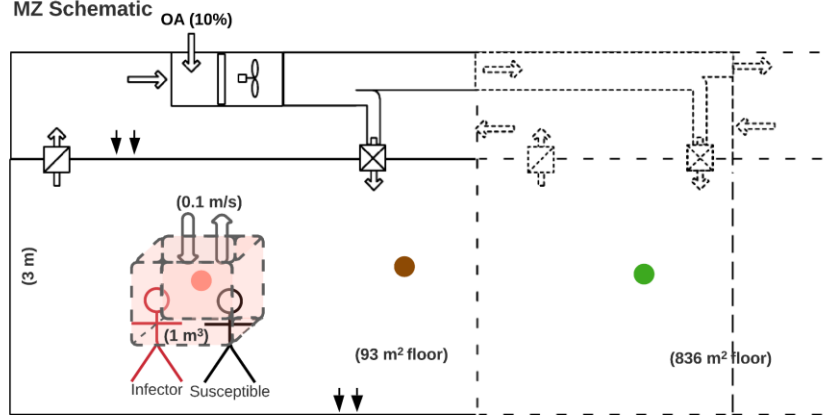 MZ Schematic
OA (10%)
(0.1 m/s)
(3 m)
(1 m³)
(93 m² floor)
(836 m² floor)
Infector
Susceptible